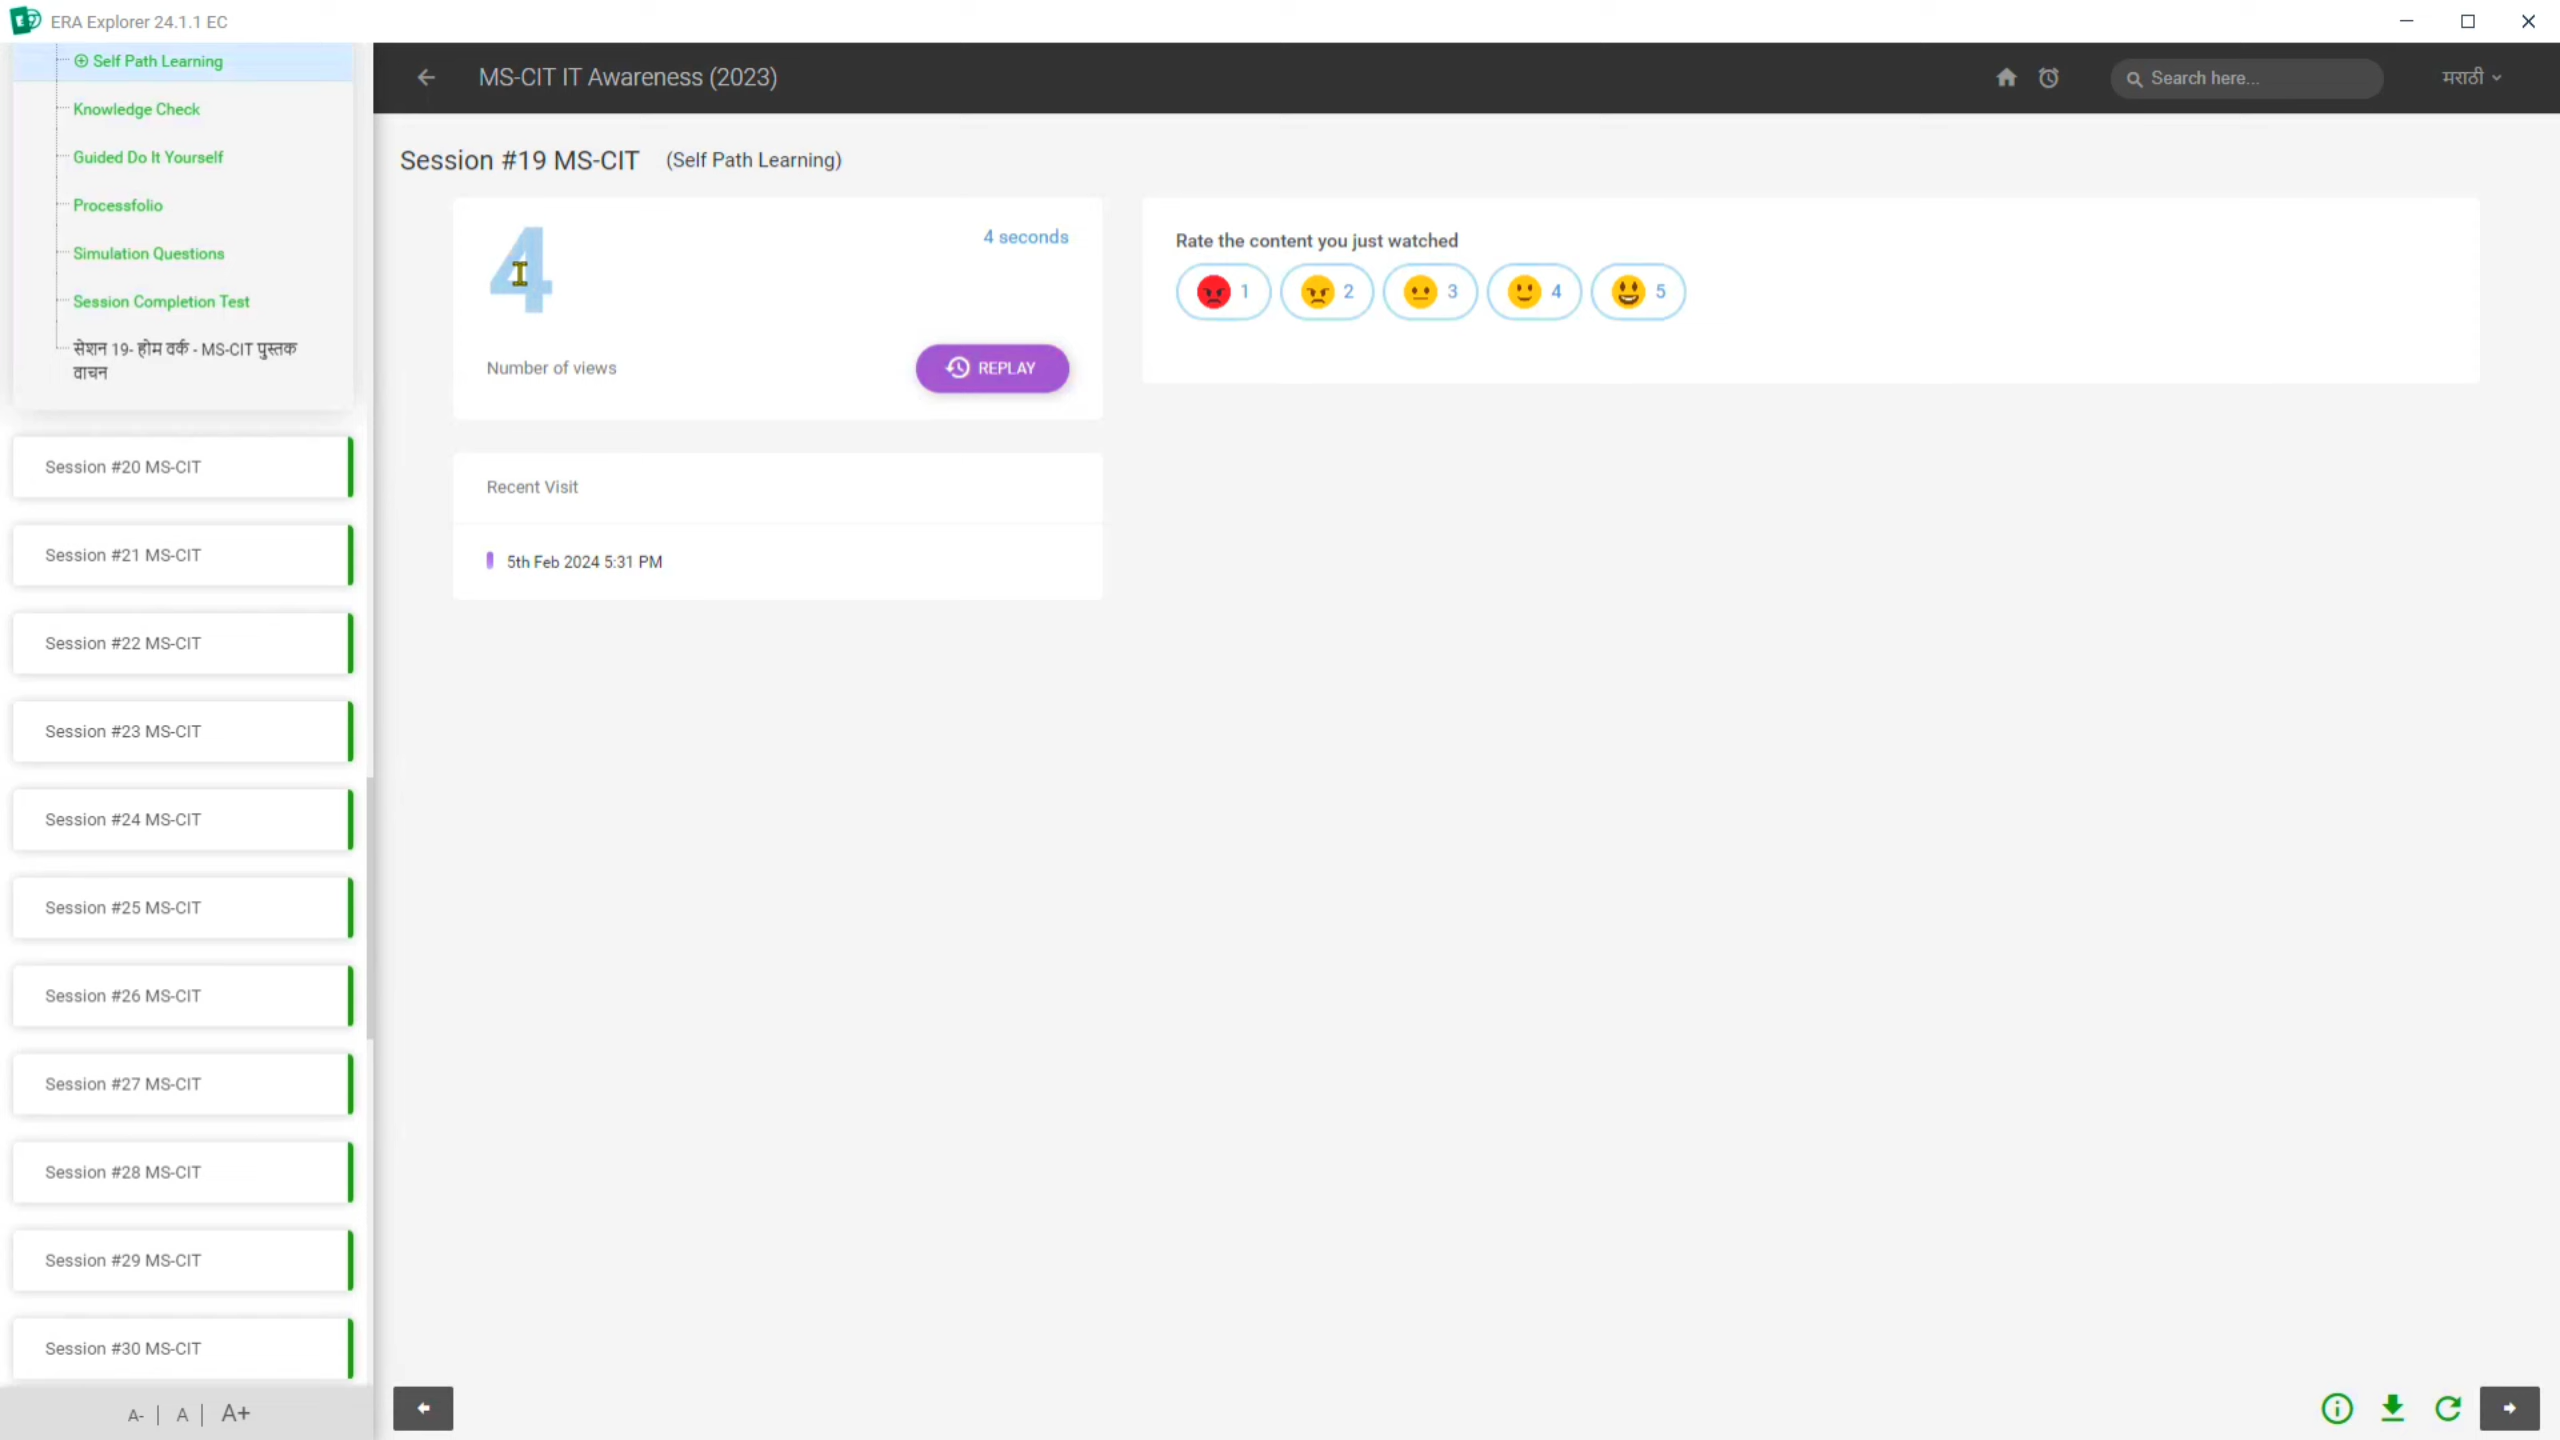 ERA Explorer 24.1.1 EC
Self Path Learning
Knowledge Check
Guided Do It Yourself
Processfolio
Simulation Questions
Session Completion Test
सेशन 19- होम वर्क - MS-CIT पुस्तक
वाचन
Session #20 MS-CIT
Session #21 MS-CIT
Session #22 MS-CIT
Session #23 MS-CIT
Session #24 MS-CIT
Session #25 MS-CIT
Session #26 MS-CIT
Session #27 MS-CIT
Session #28 MS-CIT
Session #29 MS-CIT
Session #30 MS-CIT
A- | A | A+
MS-CIT IT Awareness (2023)
Search here...
मराठी
Session #19 MS-CIT (Self Path Learning)
4
4 seconds
Number of views
REPLAY
Rate the content you just watched
1 2 3 4 5
Recent Visit
5th Feb 2024 5:31 PM